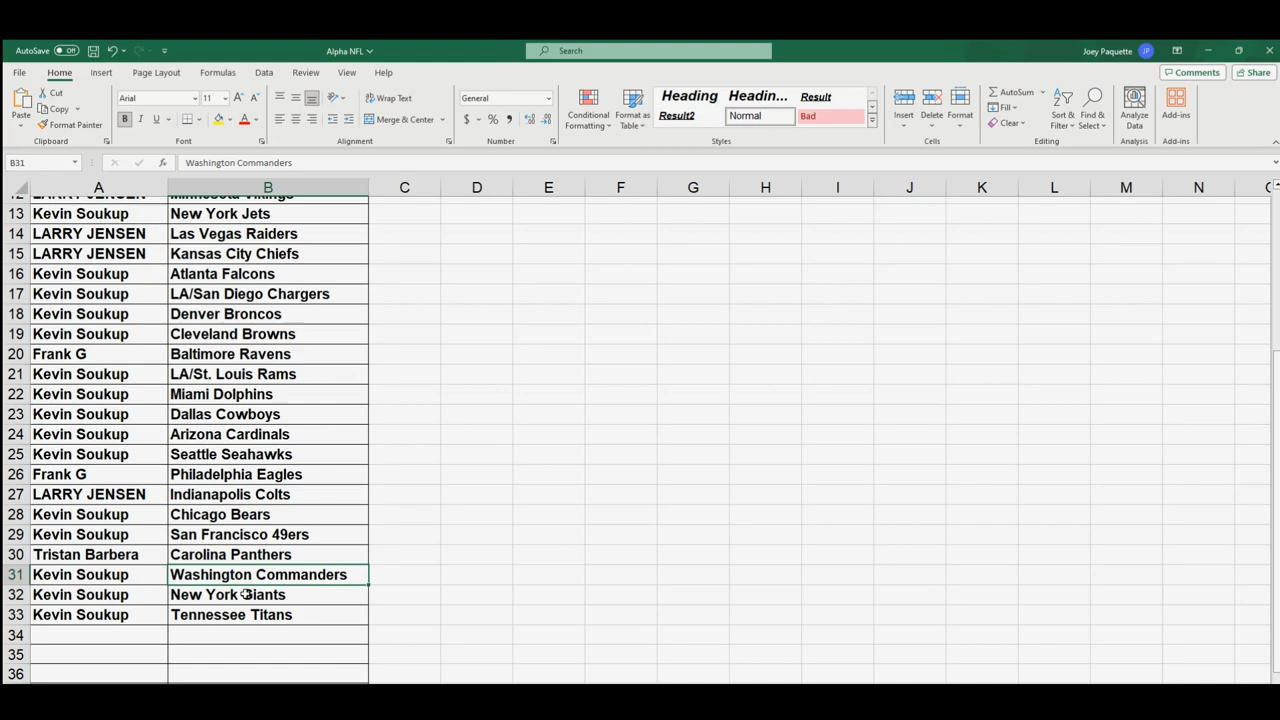 AutoSave Off
Alpha NFL
Search
Joey Paquette JP
File Home Insert Page Layout Formulas Data Review View Help
Comments Share
Paste
Cut
Copy
Format Painter
Clipboard
Arial 11
B I U
Font
Wrap Text
Merge & Center
Alignment
General
$ % 9
Number
Conditional Formatting
Format as Table
Heading Headin... Result
Result2 Normal Bad
Styles
Insert Delete Format
Cells
AutoSum
Fill
Clear
Sort & Filter
Find & Select
Editing
Analyze Data
Analysis
Add-ins
Add-ins
B31 fx Washington Commanders
A B C D E F G H I J K L M N
12 LARRY JENSEN Minnesota Vikings
13 Kevin Soukup New York Jets
14 LARRY JENSEN Las Vegas Raiders
15 LARRY JENSEN Kansas City Chiefs
16 Kevin Soukup Atlanta Falcons
17 Kevin Soukup LA/San Diego Chargers
18 Kevin Soukup Denver Broncos
19 Kevin Soukup Cleveland Browns
20 Frank G Baltimore Ravens
21 Kevin Soukup LA/St. Louis Rams
22 Kevin Soukup Miami Dolphins
23 Kevin Soukup Dallas Cowboys
24 Kevin Soukup Arizona Cardinals
25 Kevin Soukup Seattle Seahawks
26 Frank G Philadelphia Eagles
27 LARRY JENSEN Indianapolis Colts
28 Kevin Soukup Chicago Bears
29 Kevin Soukup San Francisco 49ers
30 Tristan Barbera Carolina Panthers
31 Kevin Soukup Washington Commanders
32 Kevin Soukup New York Giants
33 Kevin Soukup Tennessee Titans
34
35
36